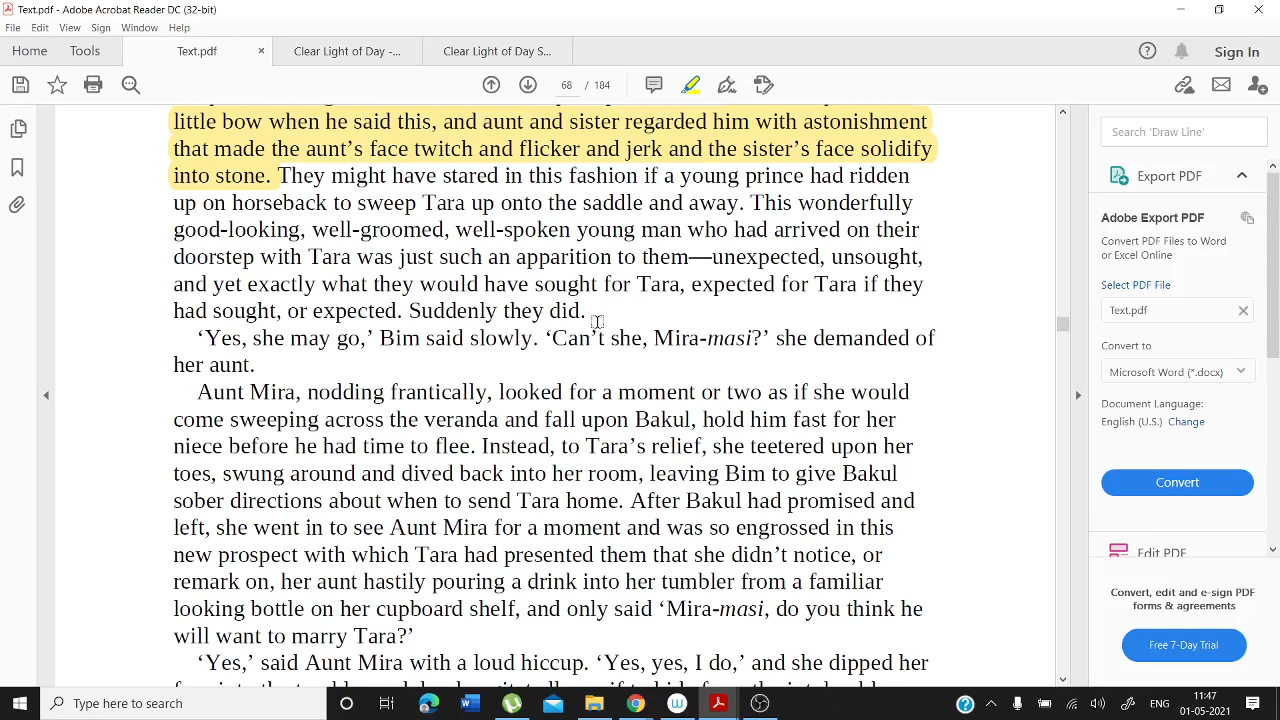 Text.pdf - Adobe Acrobat Reader DC (32-bit)
File Edit View Sign Window Help
Home Tools Text.pdf × Clear Light of Day -... Clear Light of Day S... ? Sign In
68 / 184
little bow when he said this, and aunt and sister regarded him with astonishment
that made the aunt’s face twitch and flicker and jerk and the sister’s face solidify
into stone. They might have stared in this fashion if a young prince had ridden
up on horseback to sweep Tara up onto the saddle and away. This wonderfully
good-looking, well-groomed, well-spoken young man who had arrived on their
doorstep with Tara was just such an apparition to them—unexpected, unsought,
and yet exactly what they would have sought for Tara, expected for Tara if they
had sought, or expected. Suddenly they did.
‘Yes, she may go,’ Bim said slowly. ‘Can’t she, Mira-masi?’ she demanded of
her aunt.
Aunt Mira, nodding frantically, looked for a moment or two as if she would
come sweeping across the veranda and fall upon Bakul, hold him fast for her
niece before he had time to flee. Instead, to Tara’s relief, she teetered upon her
toes, swung around and dived back into her room, leaving Bim to give Bakul
sober directions about when to send Tara home. After Bakul had promised and
left, she went in to see Aunt Mira for a moment and was so engrossed in this
new prospect with which Tara had presented them that she didn’t notice, or
remark on, her aunt hastily pouring a drink into her tumbler from a familiar
looking bottle on her cupboard shelf, and only said ‘Mira-masi, do you think he
will want to marry Tara?’
‘Yes,’ said Aunt Mira with a loud hiccup. ‘Yes, yes, I do,’ and she dipped her
Search 'Draw Line'
Export PDF
Adobe Export PDF
Convert PDF Files to Word
or Excel Online
Select PDF File
Text.pdf
Convert to
Microsoft Word (*.docx)
Document Language:
English (U.S.) Change
Convert
Edit PDF
Convert, edit and e-sign PDF
forms & agreements
Free 7-Day Trial
Type here to search
ENG
11:47
01-05-2021